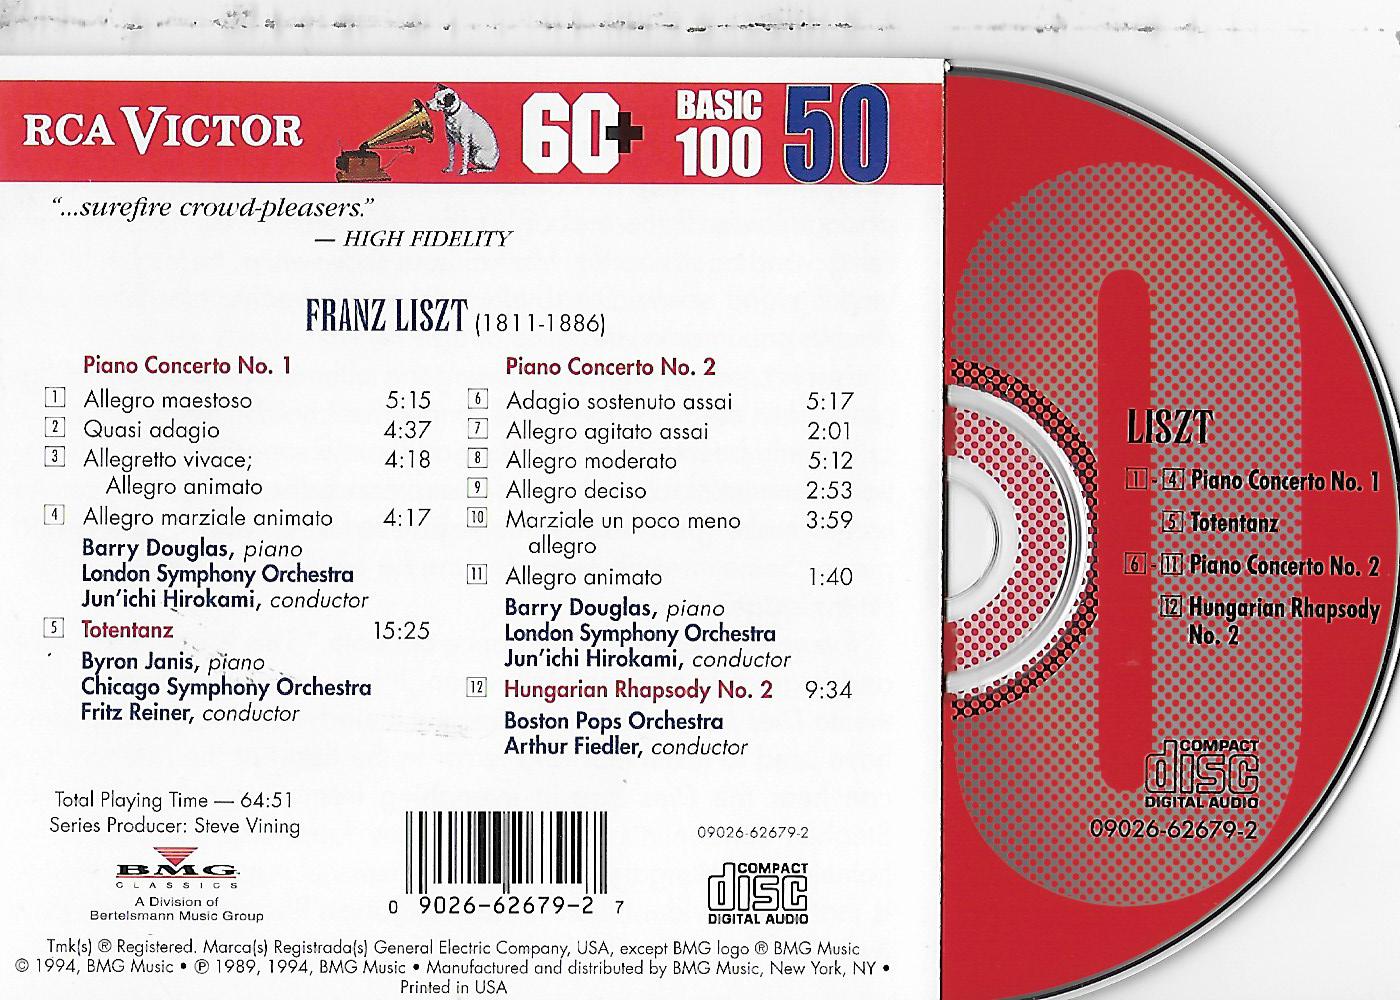 RCA VICTOR
60+
BASIC 100 50
“...surefire crowd-pleasers.”
— HIGH FIDELITY
FRANZ LISZT (1811-1886)
Piano Concerto No. 1
1 Allegro maestoso 5:15
2 Quasi adagio 4:37
3 Allegretto vivace; 4:18
Allegro animato
4 Allegro marziale animato 4:17
Barry Douglas, piano
London Symphony Orchestra
Jun’ichi Hirokami, conductor
5 Totentanz 15:25
Byron Janis, piano
Chicago Symphony Orchestra
Fritz Reiner, conductor
Piano Concerto No. 2
6 Adagio sostenuto assai 5:17
7 Allegro agitato assai 2:01
8 Allegro moderato 5:12
9 Allegro deciso 2:53
10 Marziale un poco meno 3:59
allegro
11 Allegro animato 1:40
Barry Douglas, piano
London Symphony Orchestra
Jun’ichi Hirokami, conductor
12 Hungarian Rhapsody No. 2 9:34
Boston Pops Orchestra
Arthur Fiedler, conductor
Total Playing Time — 64:51
Series Producer: Steve Vining
BMG
CLASSICS
A Division of
Bertelsmann Music Group
0 9026-62679-2 7
09026-62679-2
COMPACT
disc
DIGITAL AUDIO
Tmk(s) ® Registered. Marca(s) Registrada(s) General Electric Company, USA, except BMG logo ® BMG Music
© 1994, BMG Music • ℗ 1989, 1994, BMG Music • Manufactured and distributed by BMG Music, New York, NY •
Printed in USA
LISZT
1 - 4 Piano Concerto No. 1
5 Totentanz
6 - 11 Piano Concerto No. 2
12 Hungarian Rhapsody
No. 2
COMPACT
disc
DIGITAL AUDIO
09026-62679-2